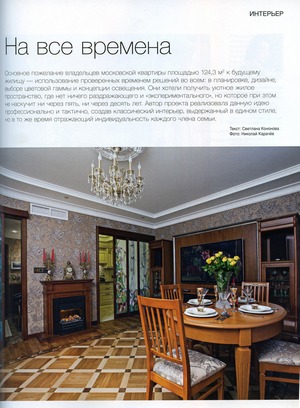 ИНТЕРЬЕР
На все времена
Основное пожелание владельцев московской квартиры площадью 124,3 м² к будущему
жилищу — использование проверенных временем решений во всем: в планировке, дизайне,
выборе цветовой гаммы и концепции освещения. Они хотели получить уютное жилое
пространство, где нет ничего раздражающего и «экспериментального», но которое при этом
не наскучит ни через пять, ни через десять лет. Автор проекта реализовала данную идею
профессионально и тактично, создав классический интерьер, выдержанный в едином стиле,
но в то же время отражающий индивидуальность каждого члена семьи.
Текст: Светлана Кononова
Фото: Николай Карачёв